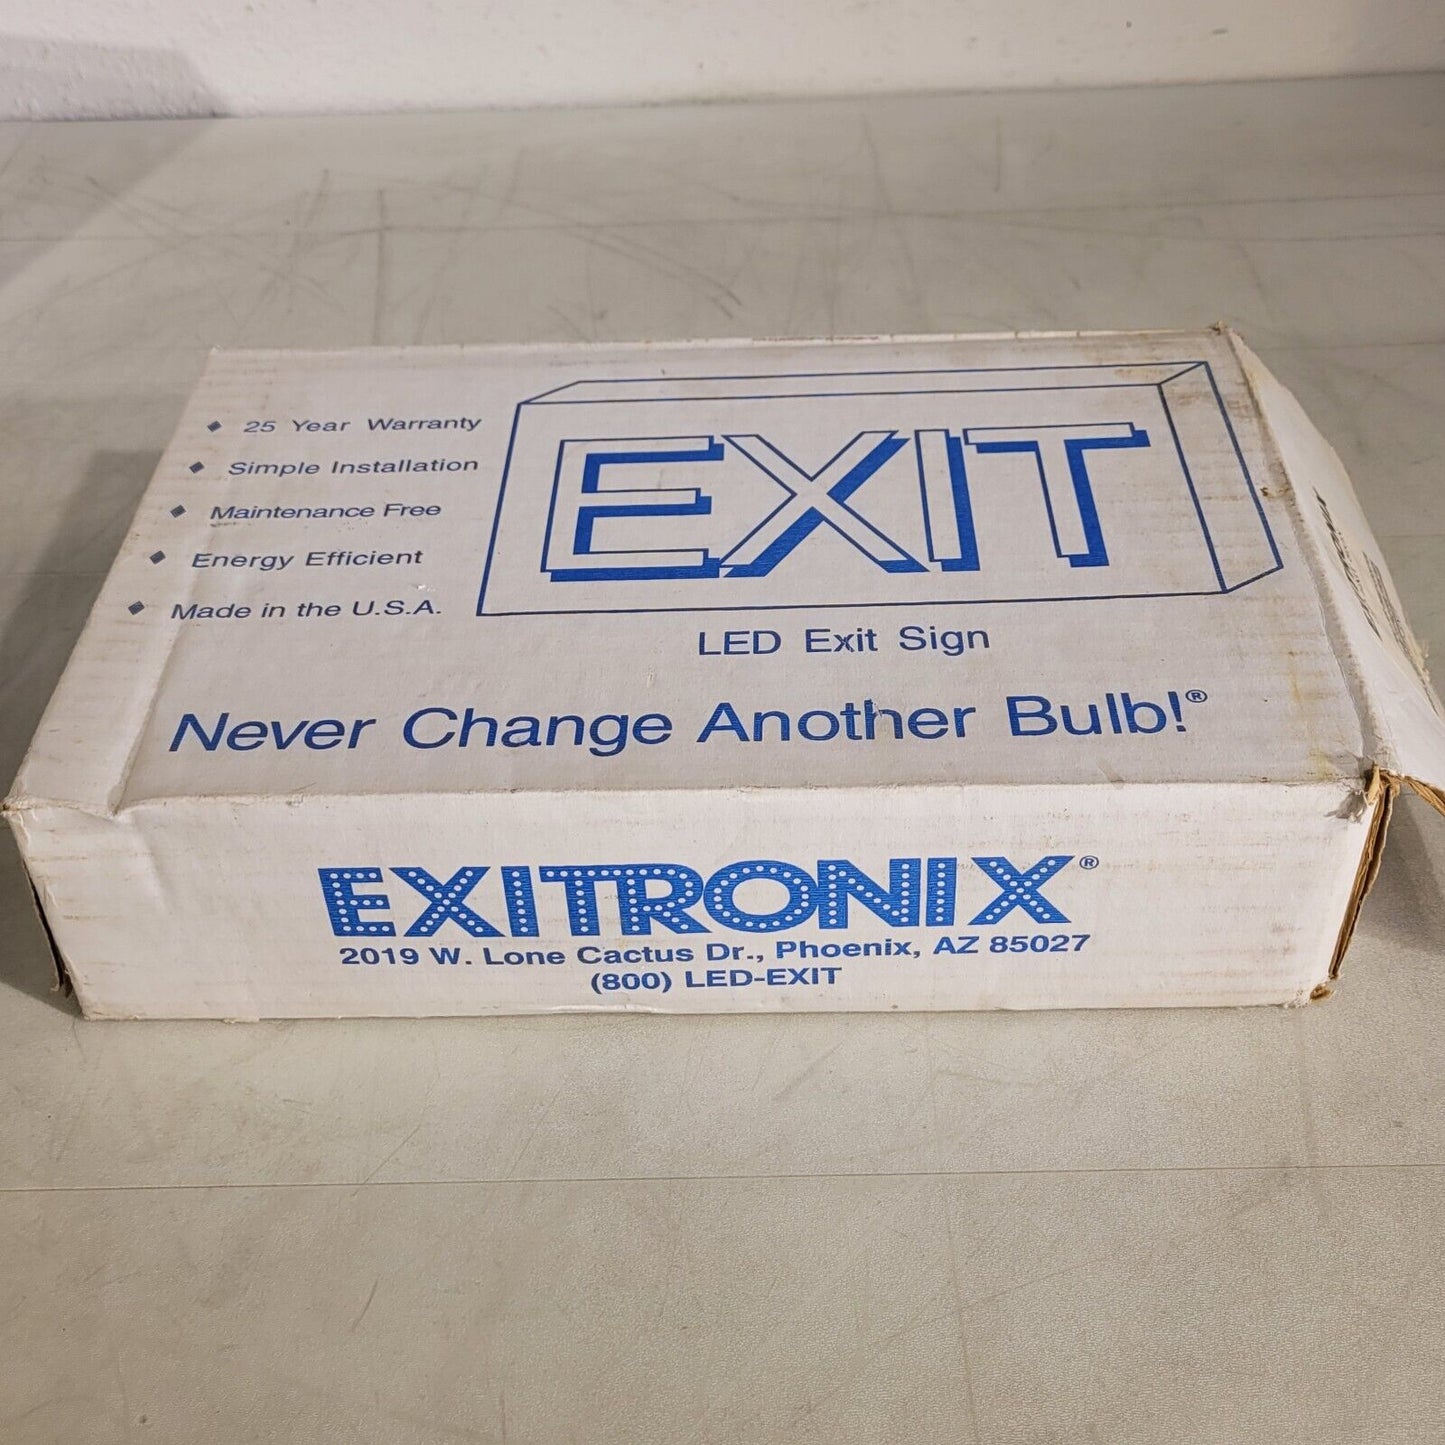 25 Year Warranty
Simple Installation
Maintenance Free
Energy Efficient
Made in the U.S.A.
EXIT
LED Exit Sign
Never Change Another Bulb!®
EXITRONIX®
2019 W. Lone Cactus Dr., Phoenix, AZ 85027
(800) LED-EXIT